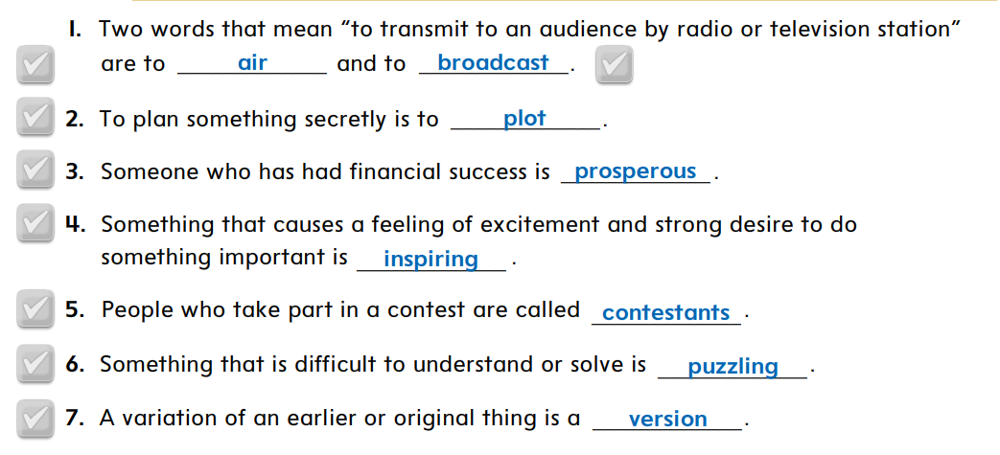 1. Two words that mean “to transmit to an audience by radio or television station”
are to air and to broadcast.
2. To plan something secretly is to plot.
3. Someone who has had financial success is prosperous.
4. Something that causes a feeling of excitement and strong desire to do
something important is inspiring.
5. People who take part in a contest are called contestants.
6. Something that is difficult to understand or solve is puzzling.
7. A variation of an earlier or original thing is a version.